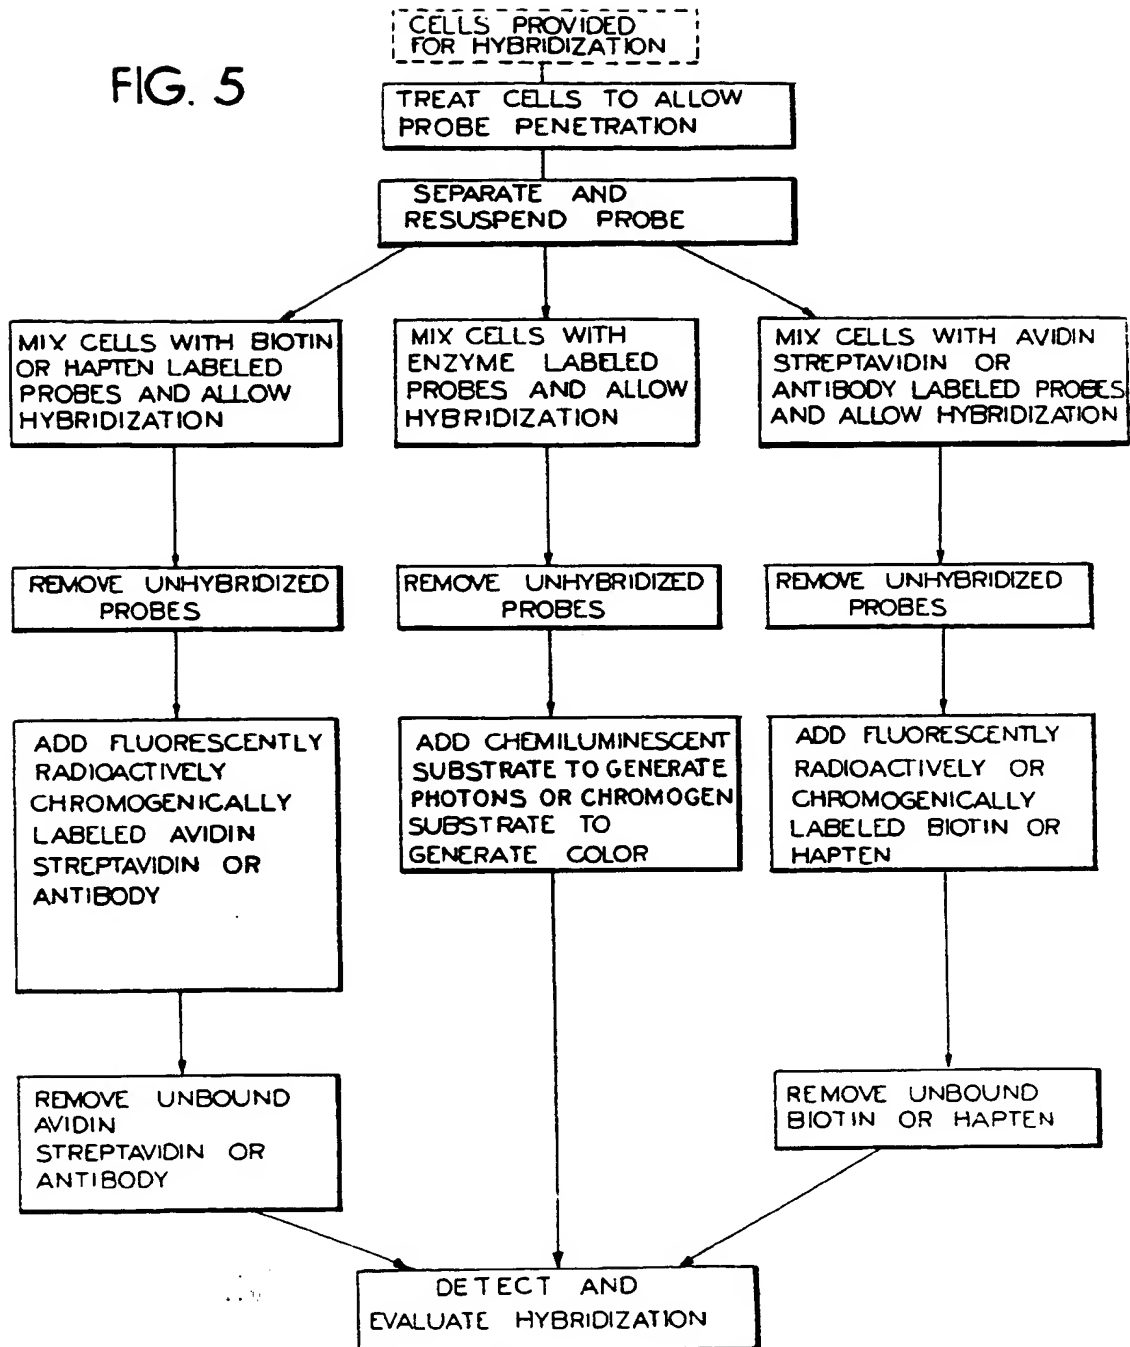 CELLS PROVIDED
FOR HYBRIDIZATION
FIG. 5
TREAT CELLS TO ALLOW
PROBE PENETRATION
SEPARATE AND
RESUSPEND PROBE
MIX CELLS WITH BIOTIN
OR HAPTEN LABELED
PROBES AND ALLOW
HYBRIDIZATION
MIX CELLS WITH
ENZYME LABELED
PROBES AND ALLOW
HYBRIDIZATION
MIX CELLS WITH AVIDIN
STREPTAVIDIN OR
ANTIBODY LABELED PROBES
AND ALLOW HYBRIDIZATION
REMOVE UNHYBRIDIZED
PROBES
REMOVE UNHYBRIDIZED
PROBES
REMOVE UNHYBRIDIZED
PROBES
ADD FLUORESCENTLY
RADIOACTIVELY
CHROMOGENICALLY
LABELED AVIDIN
STREPTAVIDIN OR
ANTIBODY
ADD CHEMILUMINESCENT
SUBSTRATE TO GENERATE
PHOTONS OR CHROMOGEN
SUBSTRATE TO
GENERATE COLOR
ADD FLUORESCENTLY
RADIOACTIVELY OR
CHROMOGENICALLY
LABELED BIOTIN OR
HAPTEN
REMOVE UNBOUND
AVIDIN
STREPTAVIDIN OR
ANTIBODY
REMOVE UNBOUND
BIOTIN OR HAPTEN
DETECT AND
EVALUATE HYBRIDIZATION